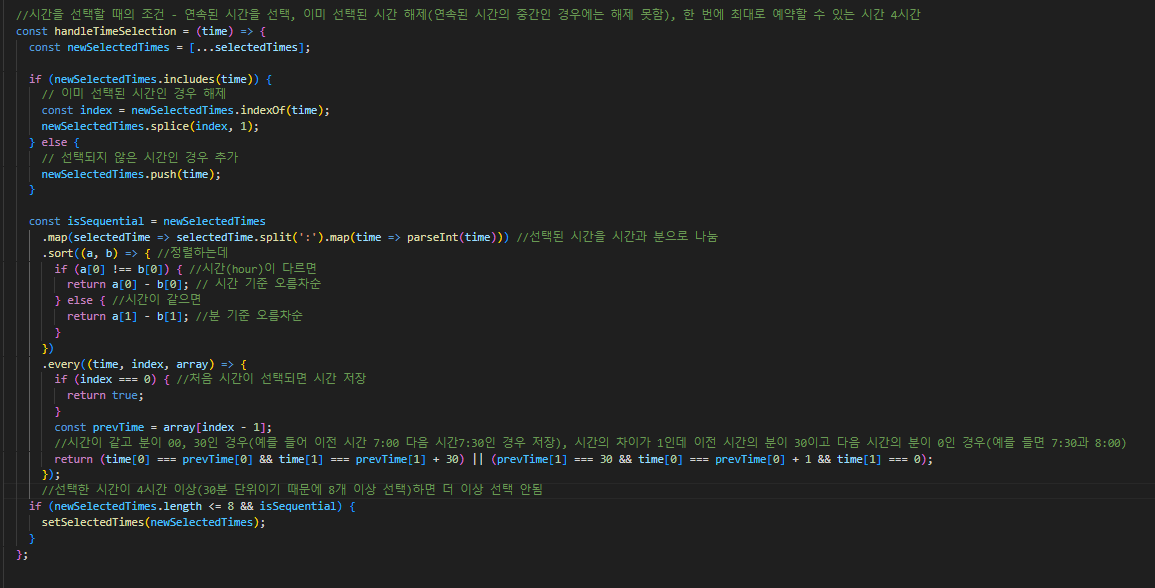 //시간을 선택할 때의 조건 - 연속된 시간을 선택, 이미 선택된 시간 해제(연속된 시간의 중간인 경우에는 해제 못함), 한 번에 최대로 예약할 수 있는 시간 4시간
const handleTimeSelection = (time) => {
  const newSelectedTimes = [...selectedTimes];

  if (newSelectedTimes.includes(time)) {
    // 이미 선택된 시간인 경우 해제
    const index = newSelectedTimes.indexOf(time);
    newSelectedTimes.splice(index, 1);
  } else {
    // 선택되지 않은 시간인 경우 추가
    newSelectedTimes.push(time);
  }

  const isSequential = newSelectedTimes
    .map(selectedTime => selectedTime.split(':').map(time => parseInt(time))) //선택된 시간을 시간과 분으로 나눔
    .sort((a, b) => { //정렬하는데
      if (a[0] !== b[0]) { //시간(hour)이 다르면
        return a[0] - b[0]; // 시간 기준 오름차순
      } else { //시간이 같으면
        return a[1] - b[1]; //분 기준 오름차순
      }
    })
    .every((time, index, array) => {
      if (index === 0) { //처음 시간이 선택되면 시간 저장
        return true;
      }
      const prevTime = array[index - 1];
      //시간이 같고 분이 00, 30인 경우(예를 들어 이전 시간 7:00 다음 시간7:30인 경우 저장), 시간의 차이가 1인데 이전 시간의 분이 30이고 다음 시간의 분이 0인 경우(예를 들면 7:30과 8:00)
      return (time[0] === prevTime[0] && time[1] === prevTime[1] + 30) || (prevTime[1] === 30 && time[0] === prevTime[0] + 1 && time[1] === 0);
    });
    //선택한 시간이 4시간 이상(30분 단위이기 때문에 8개 이상 선택)하면 더 이상 선택 안됨
  if (newSelectedTimes.length <= 8 && isSequential) {
    setSelectedTimes(newSelectedTimes);
  }
};